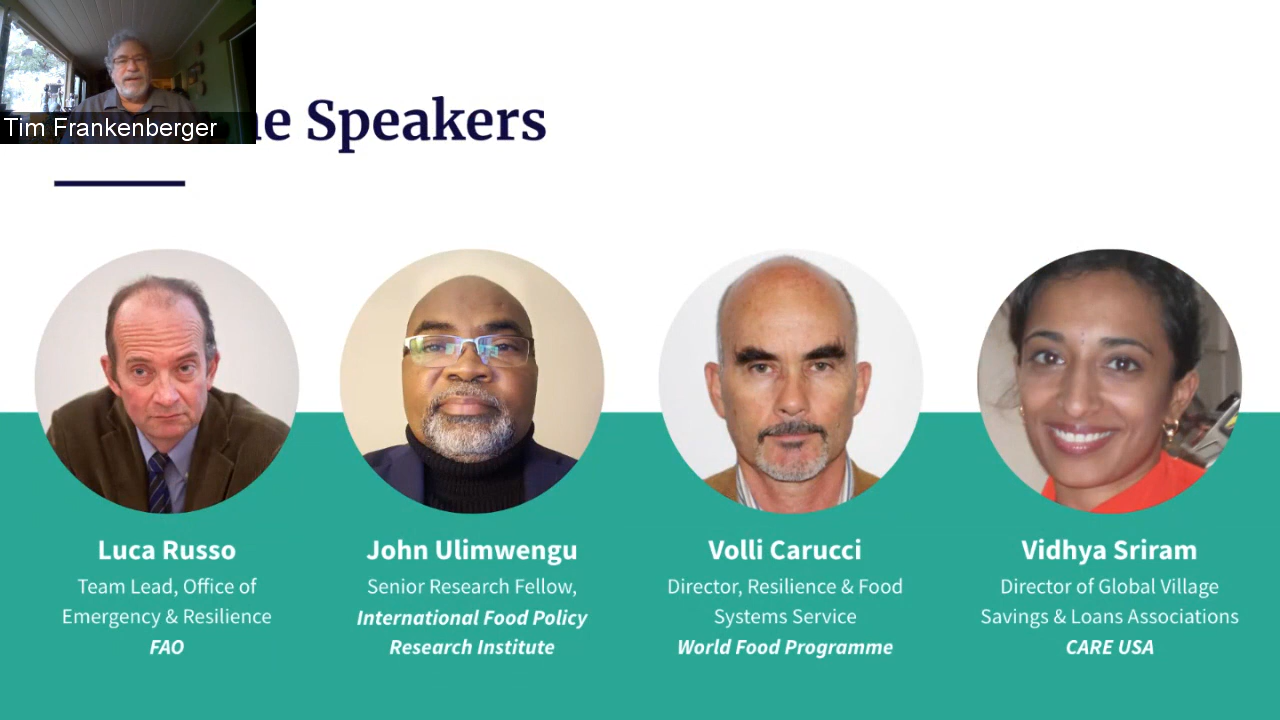 Tim Frankenberger
Speakers
Luca Russo
Team Lead, Office of
Emergency & Resilience
FAO
John Ulimwengu
Senior Research Fellow,
International Food Policy
Research Institute
Volli Carucci
Director, Resilience & Food
Systems Service
World Food Programme
Vidhya Sriram
Director of Global Village
Savings & Loans Associations
CARE USA